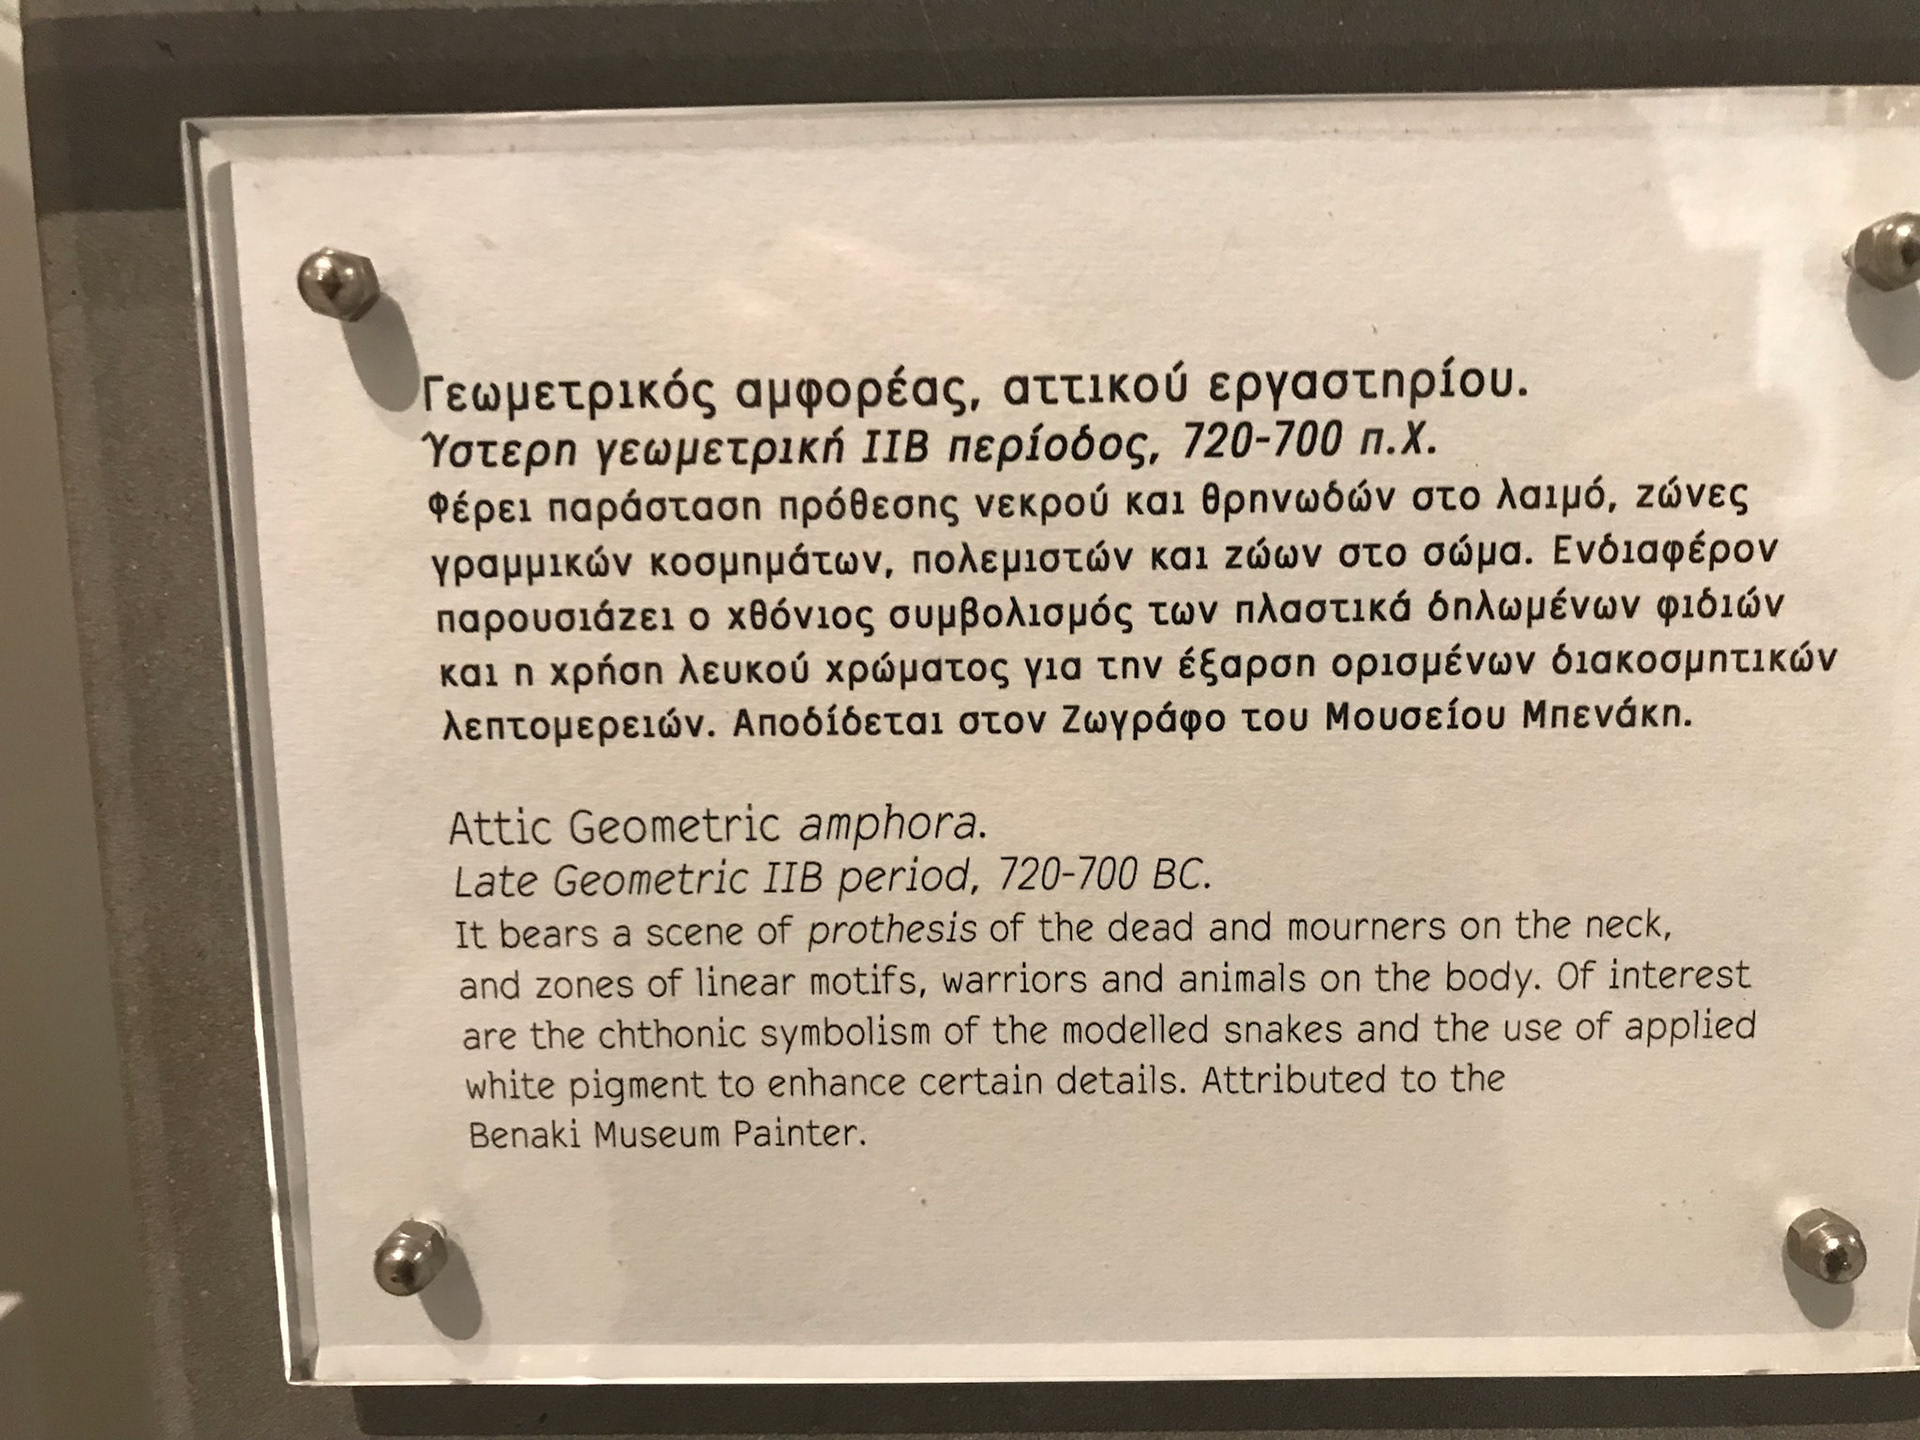 Γεωμετρικός αμφορέας, αττικού εργαστηρίου.
Ύστερη γεωμετρική ΙΙΒ περίοδος, 720-700 π.Χ.
Φέρει παράσταση πρόθεσης νεκρού και θρηνωδών στο λαιμό, ζώνες
γραμμικών κοσμημάτων, πολεμιστών και ζώων στο σώμα. Ενδιαφέρον
παρουσιάζει ο χθόνιος συμβολισμός των πλαστικά δηλωμένων φιδιών
και η χρήση λευκού χρώματος για την έξαρση ορισμένων διακοσμητικών
λεπτομερειών. Αποδίδεται στον Ζωγράφο του Μουσείου Μπενάκη.
Attic Geometric amphora.
Late Geometric IIB period, 720-700 BC.
It bears a scene of prothesis of the dead and mourners on the neck,
and zones of linear motifs, warriors and animals on the body. Of interest
are the chthonic symbolism of the modelled snakes and the use of applied
white pigment to enhance certain details. Attributed to the
Benaki Museum Painter.